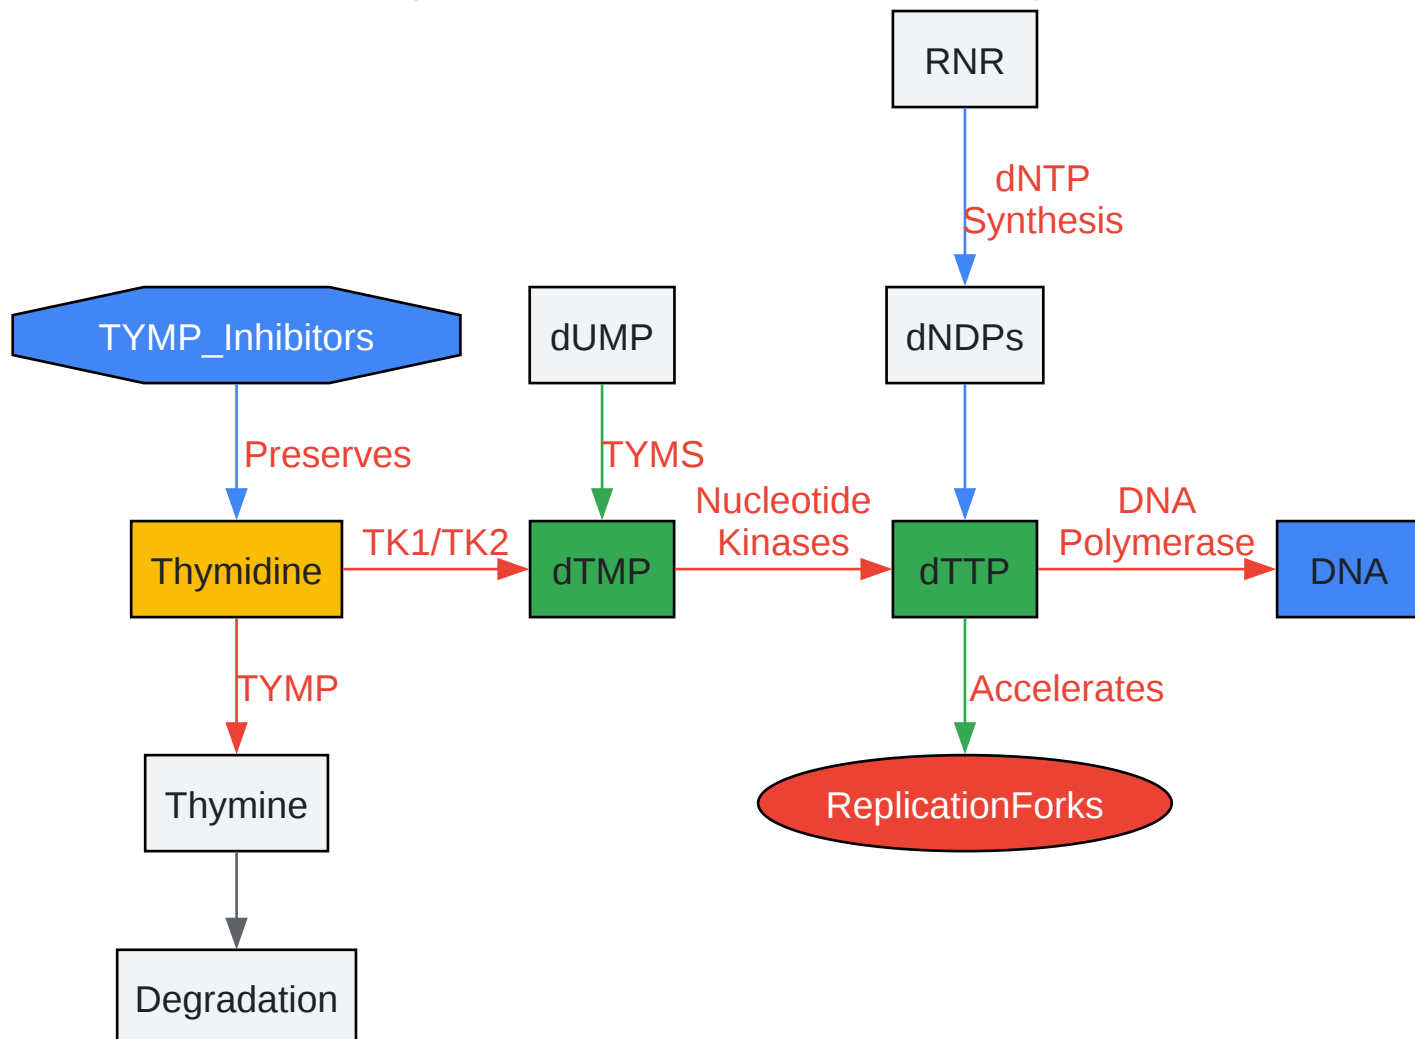 RNR
dNTP
Synthesis
TYMP_Inhibitors
dUMP
dNDPs
Preserves
TYMS
Nucleotide
Kinases
DNA
Polymerase
TK1/TK2
Thymidine
dTMP
dTTP
DNA
TYMP
Accelerates
Thymine
ReplicationForks
Degradation